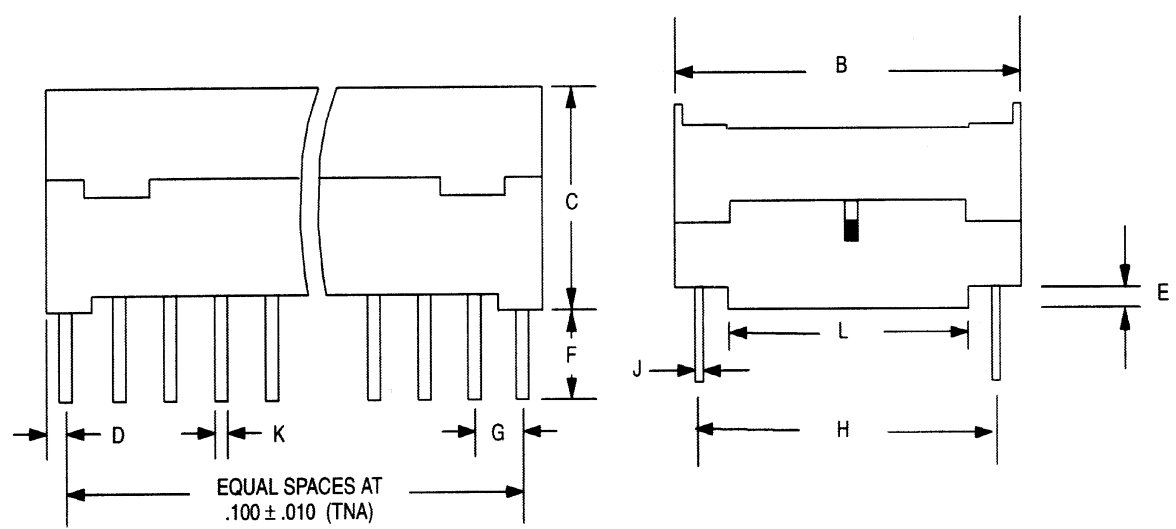 B
C
E
F
L
J
D
K
G
H
EQUAL SPACES AT
.100 ± .010 (TNA)